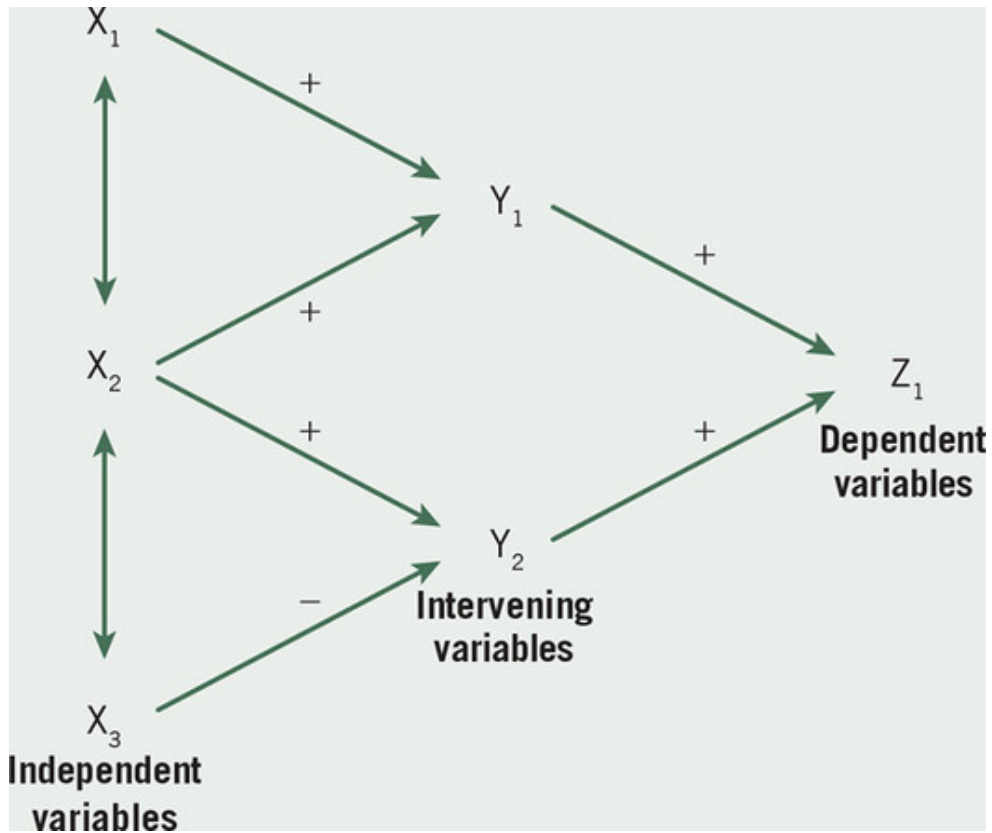 X₁
+
Y₁
+
+
X₂
Z₁
+
+
Dependent
variables
Y₂
−
Intervening
variables
X₃
Independent
variables